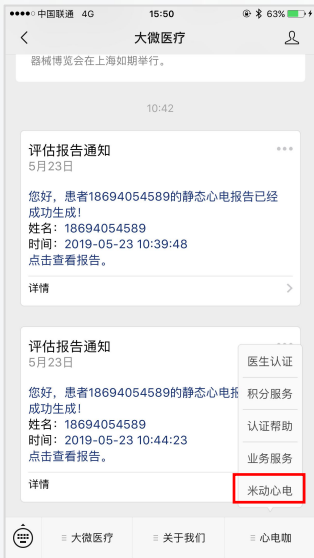 中国联通 4G 15:50 63%
大微医疗
器械博览会在上海如期举行。
10:42
评估报告通知
5月23日
您好，患者18694054589的静态心电报告已经
成功生成！
姓名：18694054589
时间：2019-05-23 10:39:48
点击查看报告。
详情
评估报告通知
5月23日
您好，患者18694054589的静态心电报
成功生成！
姓名：18694054589
时间：2019-05-23 10:44:23
点击查看报告。
详情
医生认证
积分服务
认证帮助
业务服务
米动心电
大微医疗
关于我们
心电咖